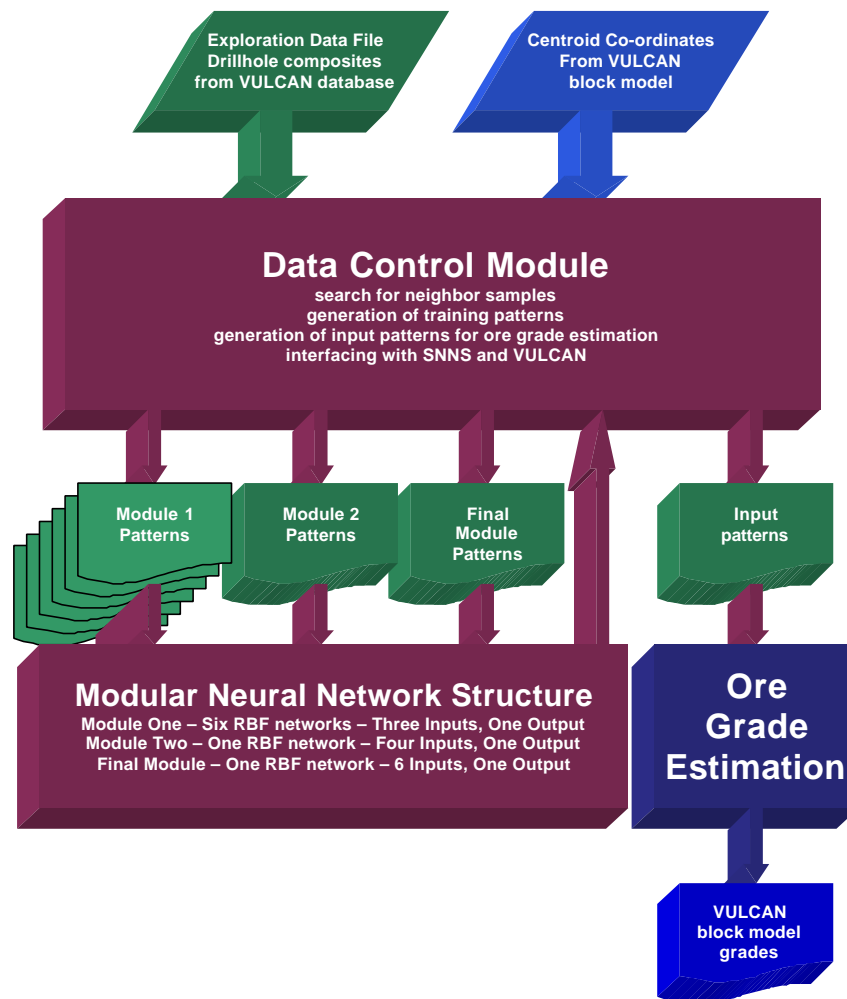 Exploration Data File
Drillhole composites
from VULCAN database
Centroid Co-ordinates
From VULCAN
block model
Data Control Module
search for neighbor samples
generation of training patterns
generation of input patterns for ore grade estimation
interfacing with SNNS and VULCAN
Module 1
Patterns
Module 2
Patterns
Final
Module
Patterns
Input
patterns
Modular Neural Network Structure
Module One – Six RBF networks – Three Inputs, One Output
Module Two – One RBF network – Four Inputs, One Output
Final Module – One RBF network – 6 Inputs, One Output
Ore
Grade
Estimation
VULCAN
block model
grades